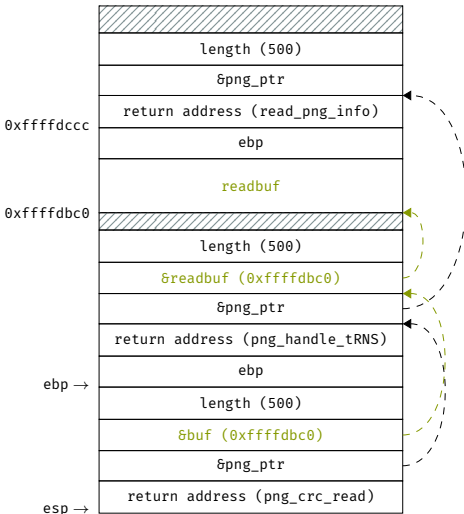 length (500)
&png_ptr
return address (read_png_info)
0xffffdccc
ebp
readbuf
0xffffdbc0
length (500)
&readbuf (0xffffdbc0)
&png_ptr
return address (png_handle_tRNS)
ebp
ebp →
length (500)
&buf (0xffffdbc0)
&png_ptr
return address (png_crc_read)
esp →